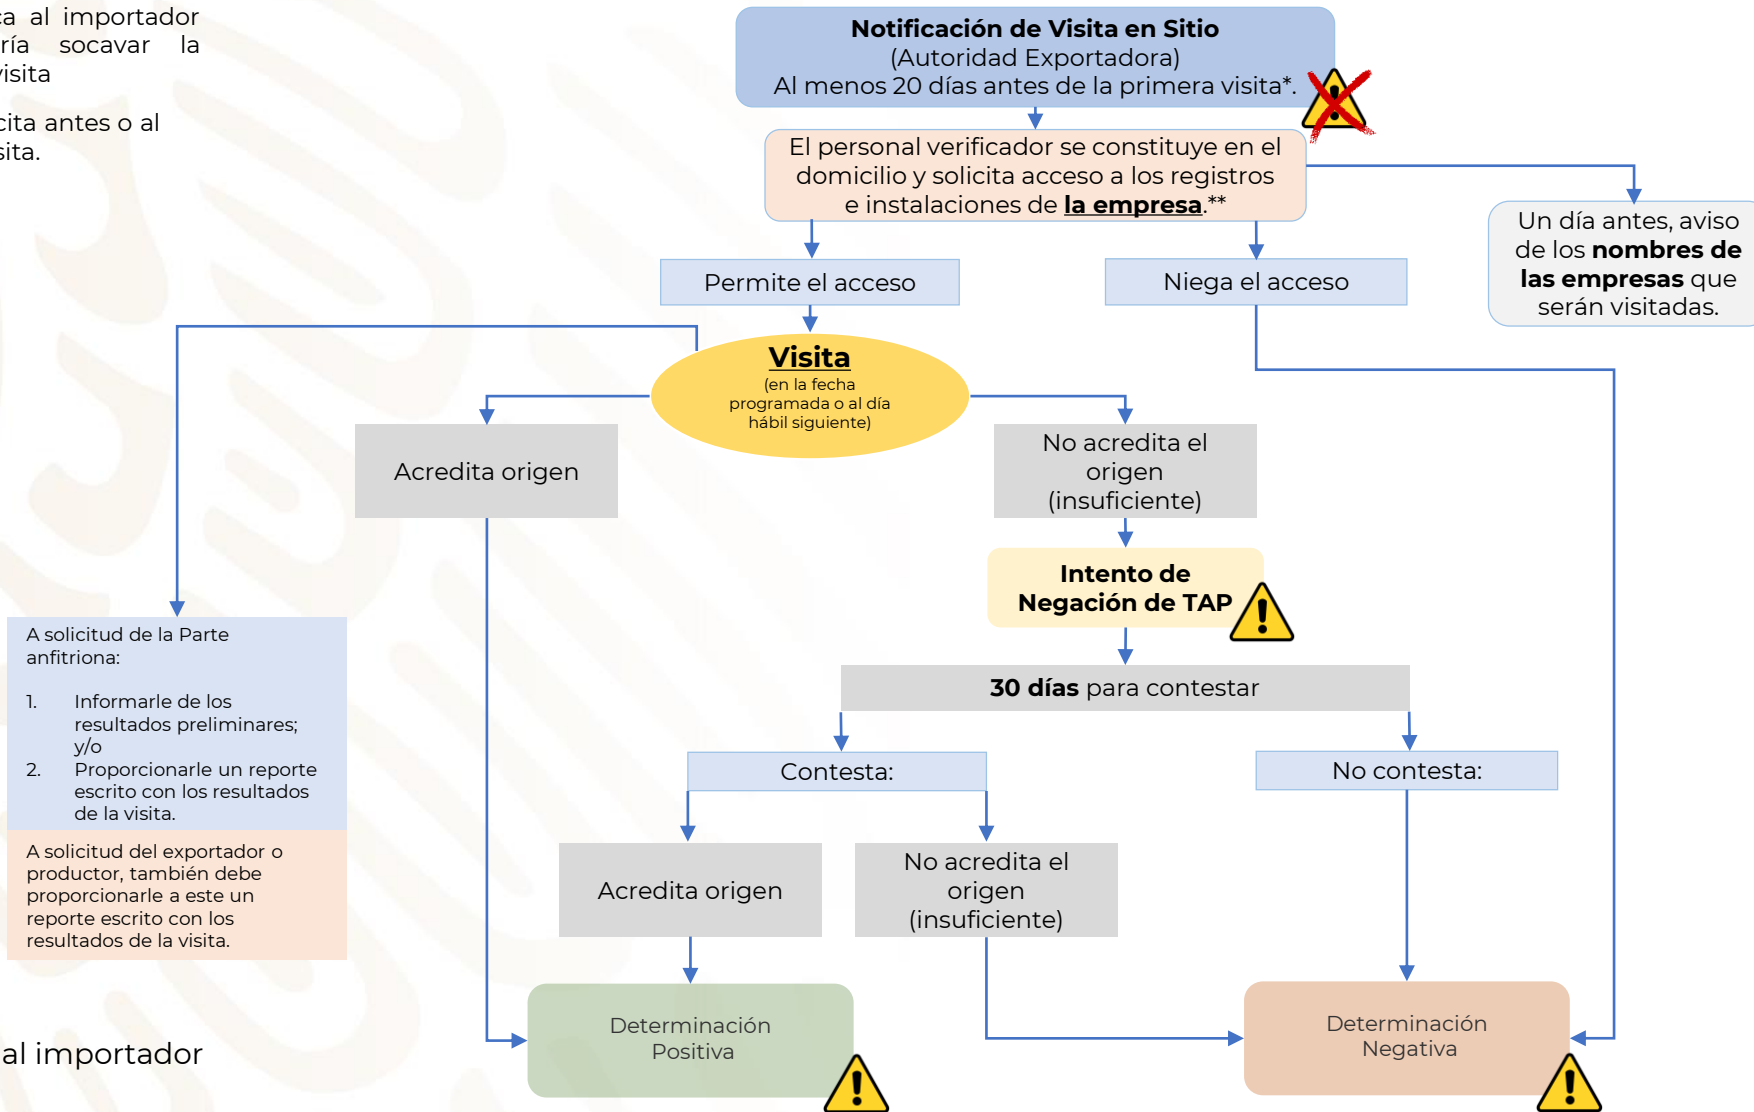 al importador
socavar la
visita
antes o al
Notificación de Visita en Sitio
(Autoridad Exportadora)
Al menos 20 días antes de la primera visita*.
El personal verificador se constituye en el
domicilio y solicita acceso a los registros
e instalaciones de la empresa.**
Un día antes, aviso
de los nombres de
las empresas que
serán visitadas.
Permite el acceso
Niega el acceso
Visita
(en la fecha
programada o al día
hábil siguiente)
Acredita origen
No acredita el
origen
(insuficiente)
Intento de
Negación de TAP
30 días para contestar
A solicitud de la Parte
anfitriona:
1. Informarle de los
resultados preliminares;
y/o
2. Proporcionarle un reporte
escrito con los resultados
de la visita.
A solicitud del exportador o
productor, también debe
proporcionarle a este un
reporte escrito con los
resultados de la visita.
Contesta:
No contesta:
Acredita origen
No acredita el
origen
(insuficiente)
Determinación
Positiva
Determinación
Negativa
al importador